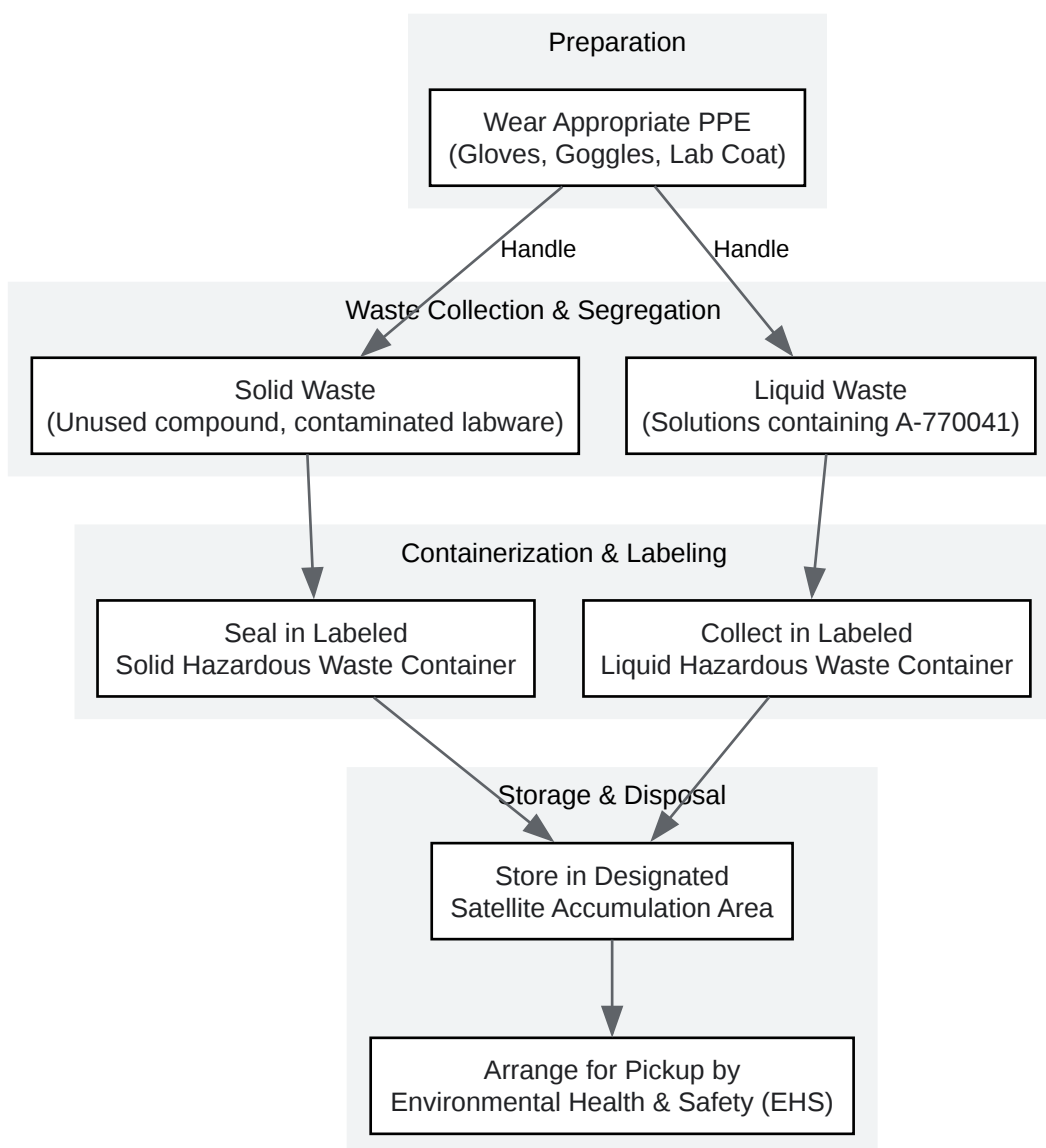 Preparation
Wear Appropriate PPE
(Gloves, Goggles, Lab Coat)
Handle
Handle
Waste Collection & Segregation
Solid Waste
(Unused compound, contaminated labware)
Liquid Waste
(Solutions containing A-770041)
Containerization & Labeling
Seal in Labeled
Solid Hazardous Waste Container
Collect in Labeled
Liquid Hazardous Waste Container
Storage & Disposal
Store in Designated
Satellite Accumulation Area
Arrange for Pickup by
Environmental Health & Safety (EHS)